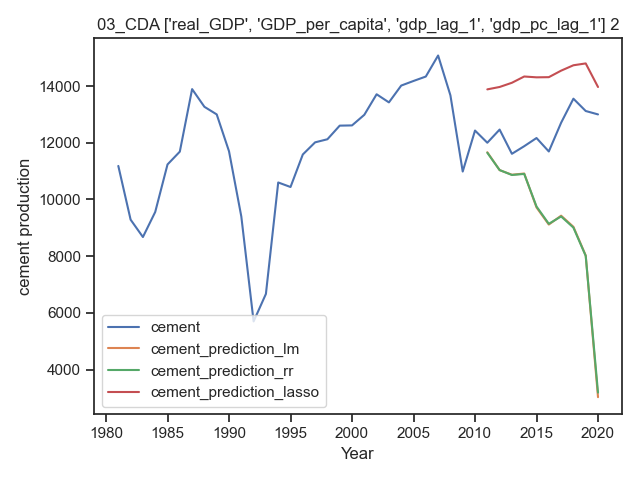 03_CDA ['real_GDP', 'GDP_per_capita', 'gdp_lag_1', 'gdp_pc_lag_1'] 2
cement production
14000
12000
10000
8000
6000
4000
cement
cement_prediction_lm
cement_prediction_rr
cement_prediction_lasso
1980 1985 1990 1995 2000 2005 2010 2015 2020
Year